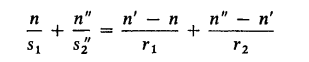 n/s₁ + n″/s₂″ = (n′ − n)/r₁ + (n″ − n′)/r₂